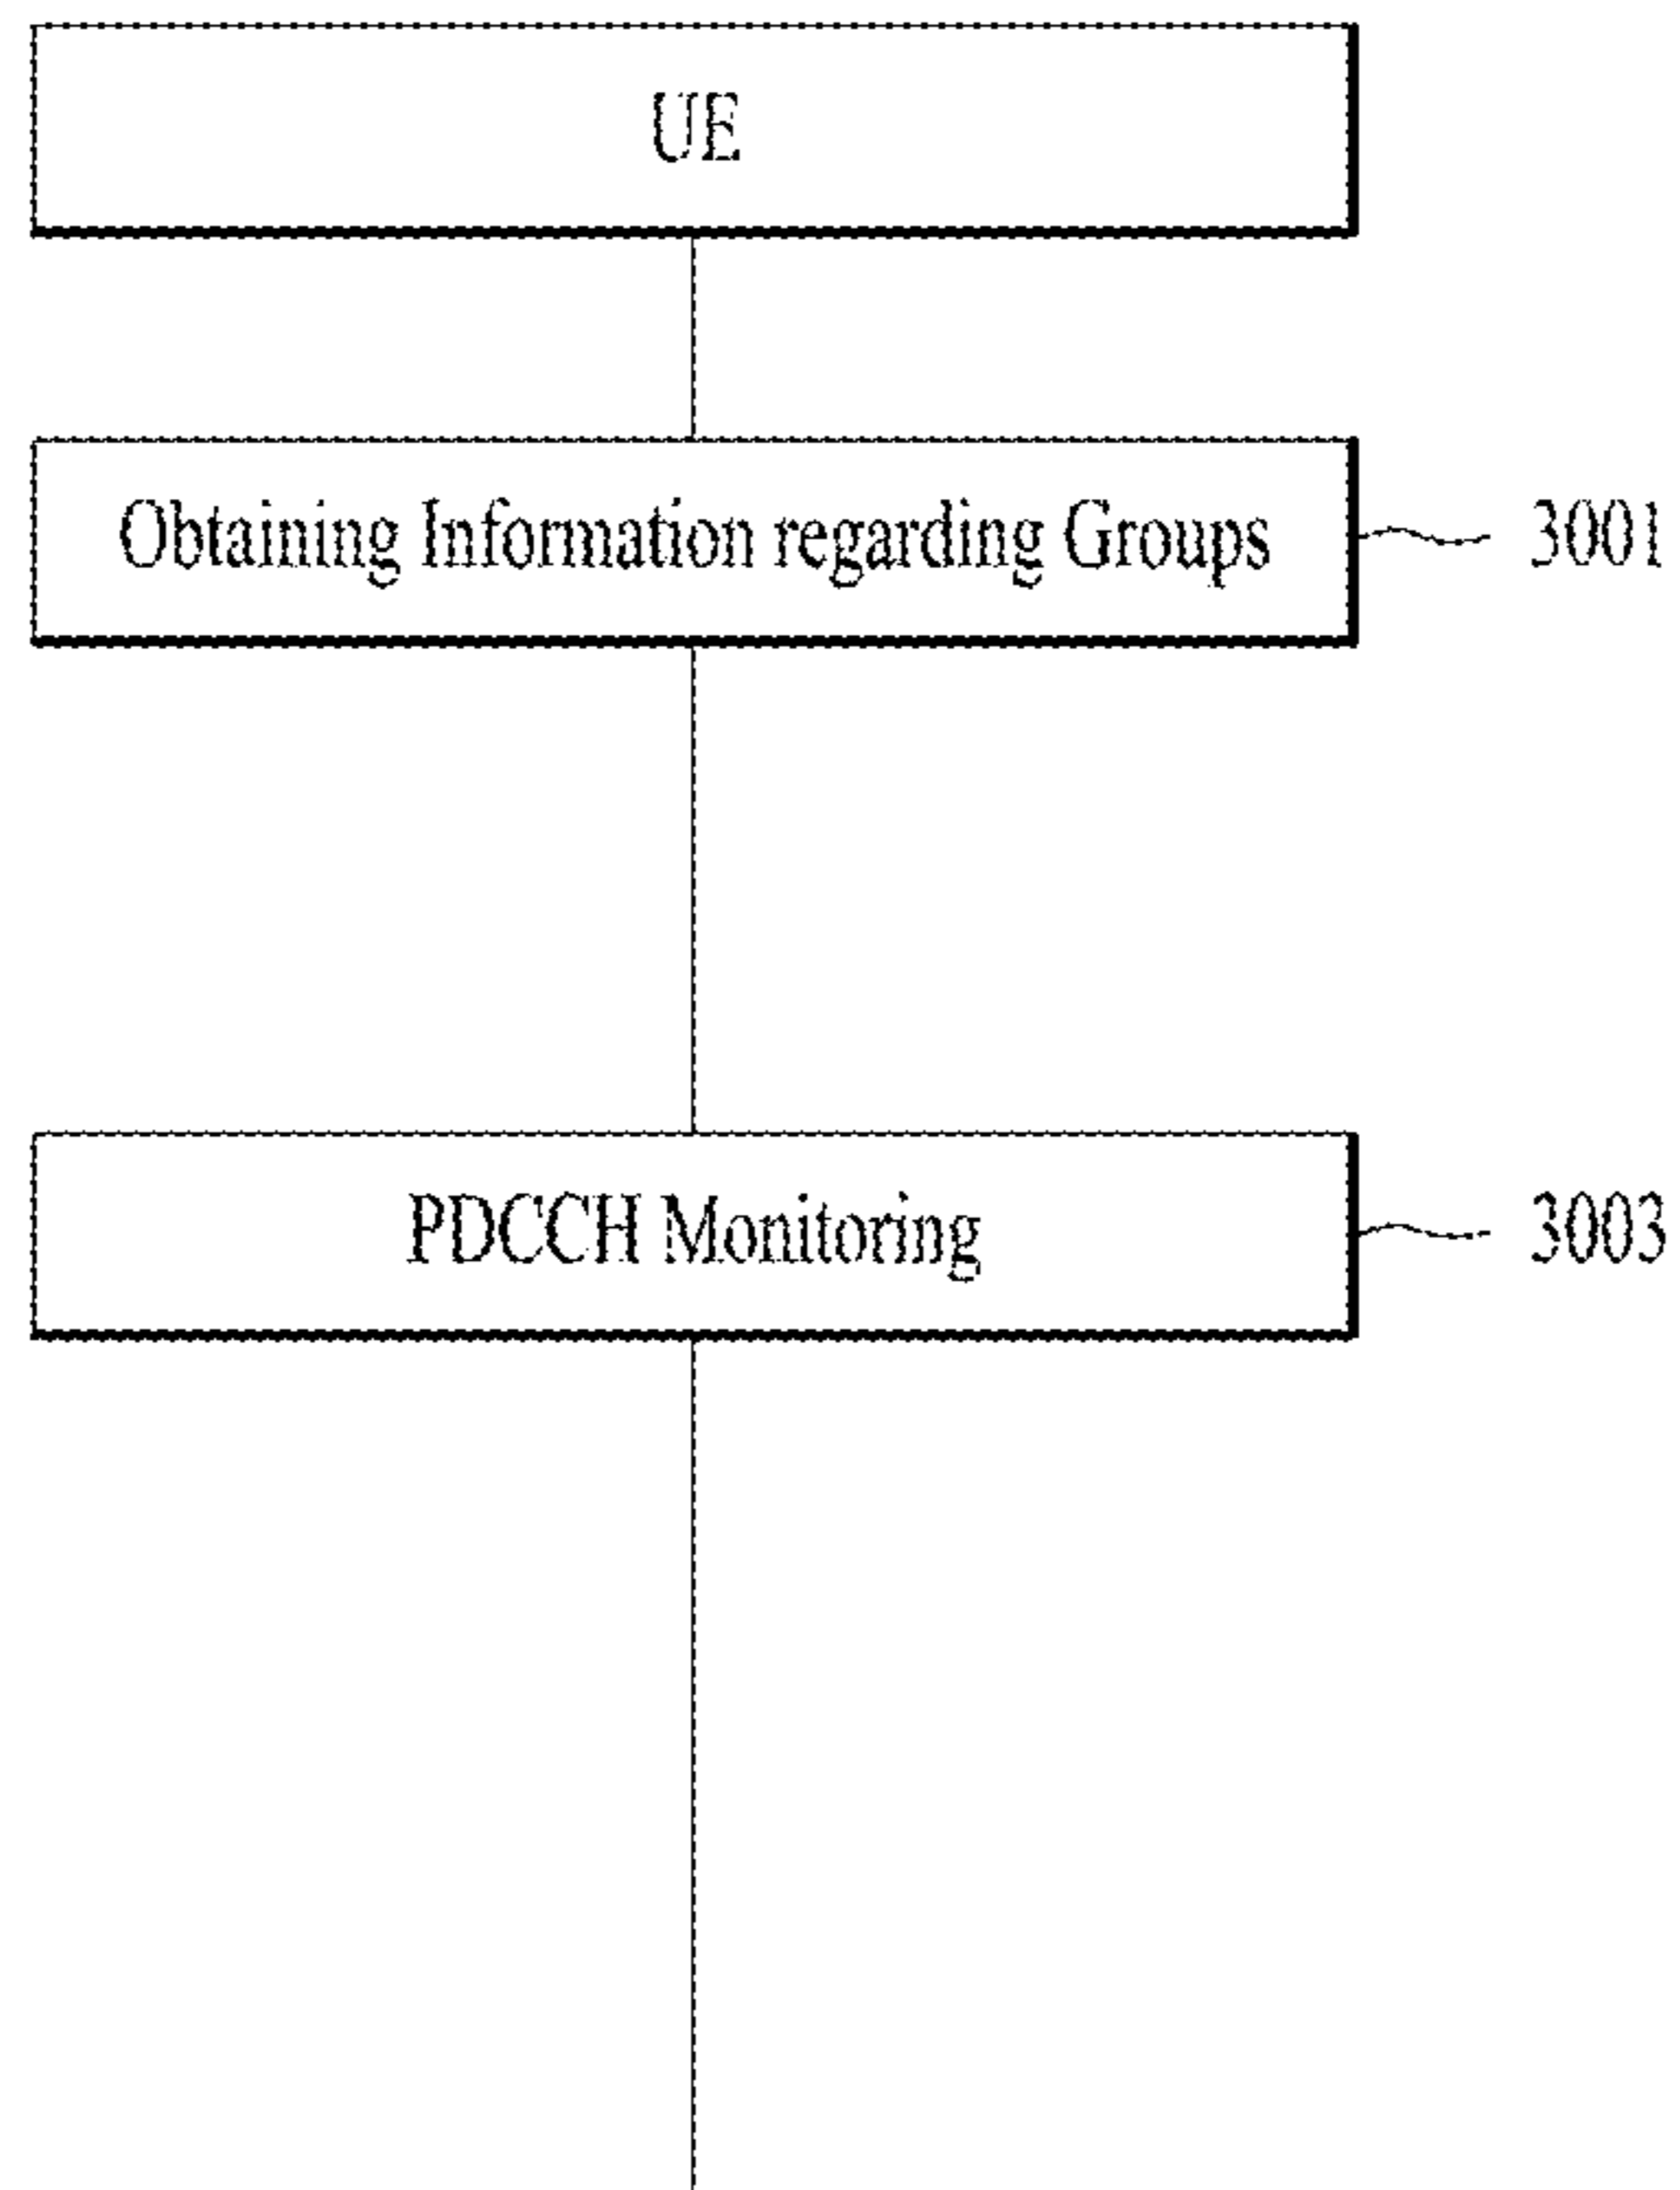 UE
Obtaining Information regarding Groups
3001
PDCCH Monitoring
3003